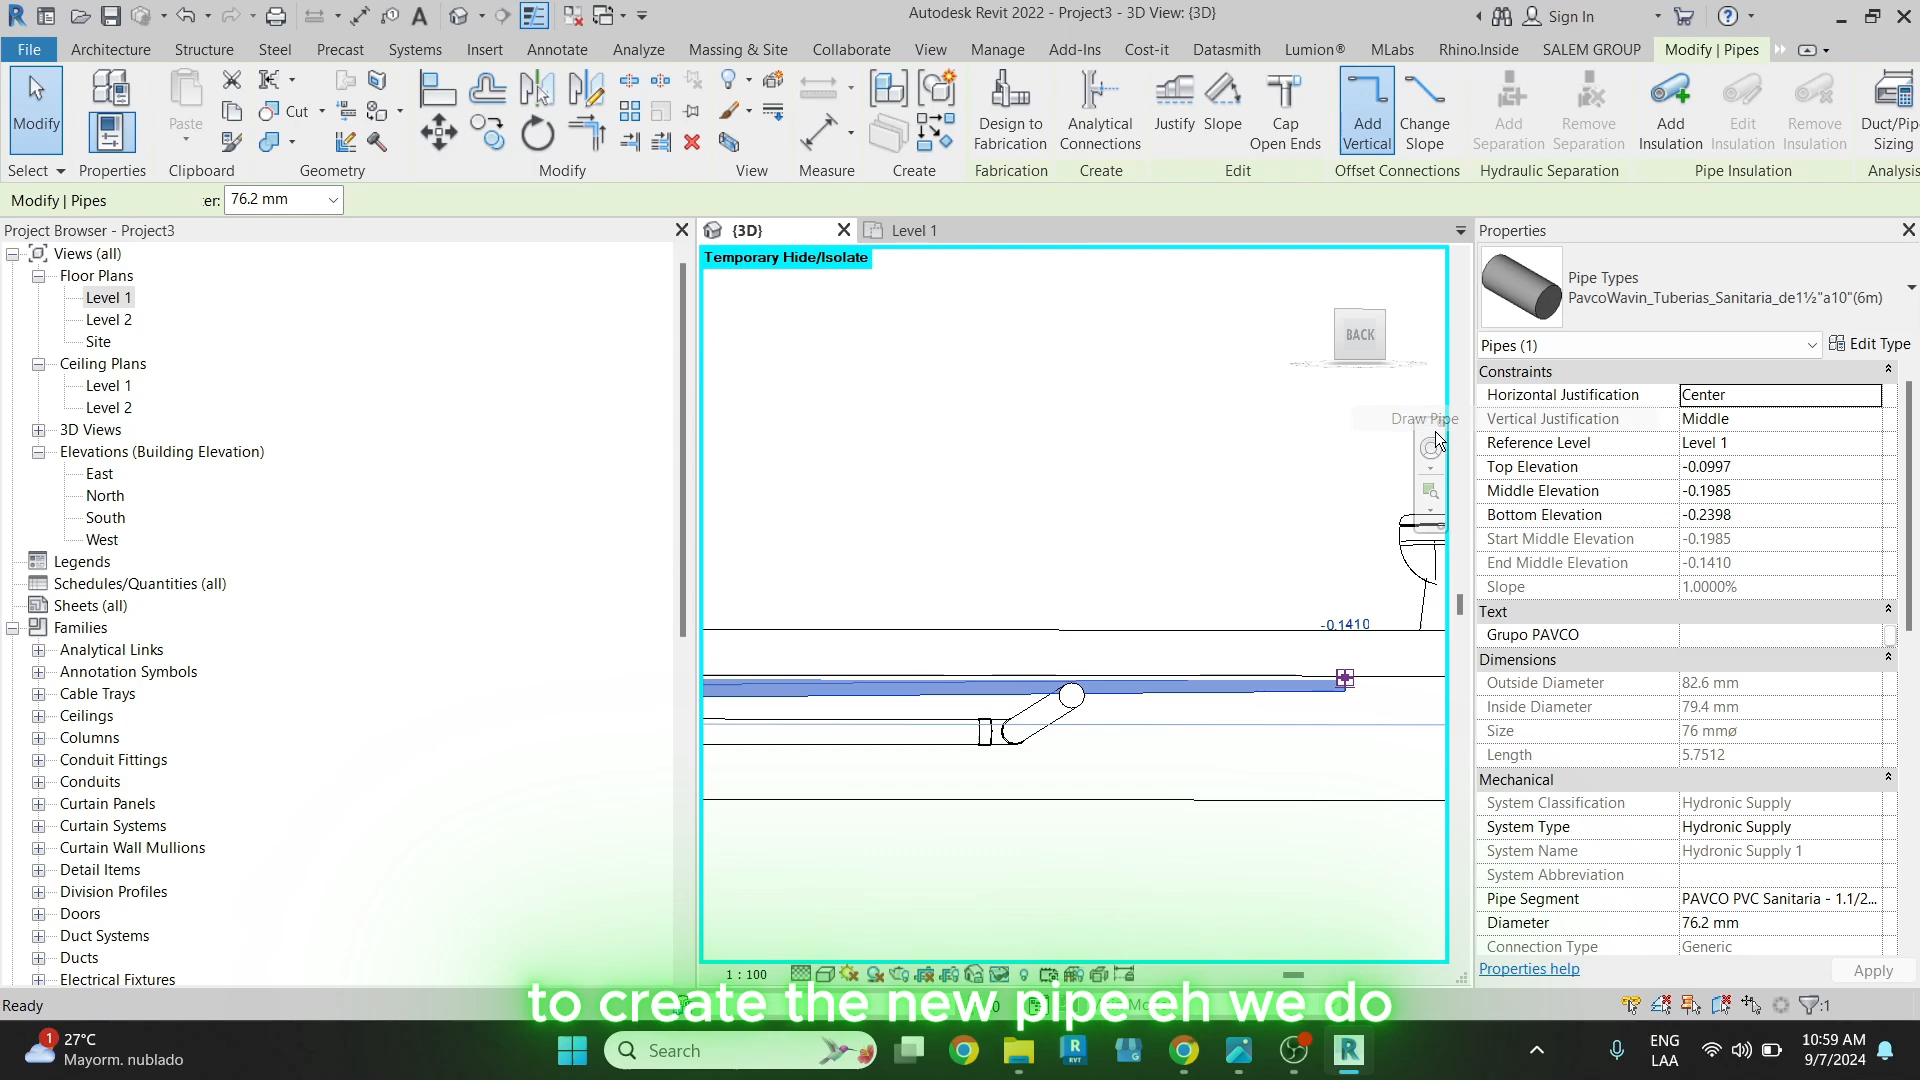 Autodesk Revit 2022 - Project3 - 3D View: {3D}
Sign In
File Architecture Structure Steel Precast Systems Insert Annotate Analyze Massing & Site Collaborate View Manage Add-Ins Cost-it Datasmith Lumion® MLabs Rhino.Inside SALEM GROUP Modify | Pipes
Modify
Paste
Cut
Design to Fabrication
Analytical Connections
Justify
Slope
Cap Open Ends
Add Vertical
Change Slope
Add Separation
Remove Separation
Add Insulation
Edit Insulation
Remove Insulation
Duct/Pipe Sizing
Select Properties Clipboard Geometry Modify View Measure Create Fabrication Create Edit Offset Connections Hydraulic Separation Pipe Insulation Analysis
Modify | Pipes
er: 76.2 mm
Project Browser - Project3
Views (all)
Floor Plans
Level 1
Level 2
Site
Ceiling Plans
Level 1
Level 2
3D Views
Elevations (Building Elevation)
East
North
South
West
Legends
Schedules/Quantities (all)
Sheets (all)
Families
Analytical Links
Annotation Symbols
Cable Trays
Ceilings
Columns
Conduit Fittings
Conduits
Curtain Panels
Curtain Systems
Curtain Wall Mullions
Detail Items
Division Profiles
Doors
Duct Systems
Ducts
Electrical Fixtures
{3D}
Level 1
Temporary Hide/Isolate
BACK
Draw Pipe
-0.1410
1 : 100
Properties
Pipe Types
PavcoWavin_Tuberias_Sanitaria_de1½"a10"(6m)
Pipes (1)
Edit Type
Constraints
Horizontal Justification Center
Vertical Justification Middle
Reference Level Level 1
Top Elevation -0.0997
Middle Elevation -0.1985
Bottom Elevation -0.2398
Start Middle Elevation -0.1985
End Middle Elevation -0.1410
Slope 1.0000%
Text
Grupo PAVCO
Dimensions
Outside Diameter 82.6 mm
Inside Diameter 79.4 mm
Size 76 mmø
Length 5.7512
Mechanical
System Classification Hydronic Supply
System Type Hydronic Supply
System Name Hydronic Supply 1
System Abbreviation
Pipe Segment PAVCO PVC Sanitaria - 1.1/2...
Diameter 76.2 mm
Connection Type Generic
Properties help
Apply
Ready
:1
to create the new pipe eh we do
1
27°C
Mayorm. nublado
Search
ENG
LAA
10:59 AM
9/7/2024